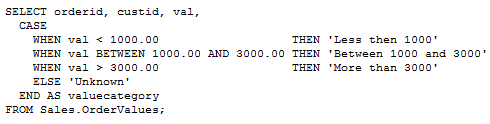 SELECT orderid, custid, val,
  CASE
    WHEN val < 1000.00                   THEN 'Less then 1000'
    WHEN val BETWEEN 1000.00 AND 3000.00 THEN 'Between 1000 and 3000'
    WHEN val > 3000.00                   THEN 'More than 3000'
    ELSE 'Unknown'
  END AS valuecategory
FROM Sales.OrderValues;